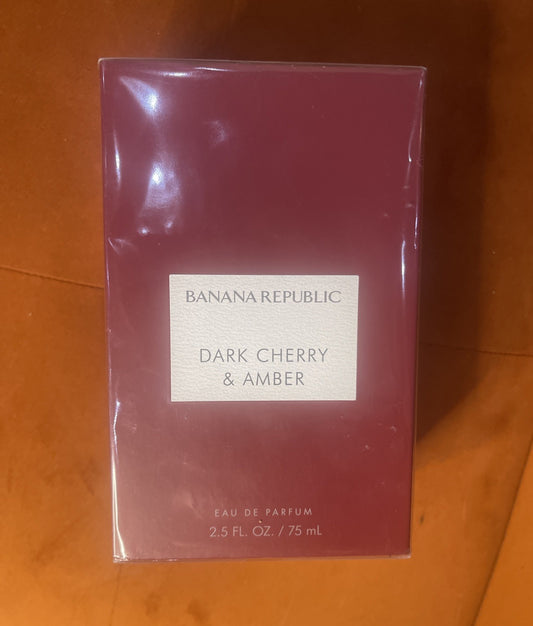 BANANA REPUBLIC
DARK CHERRY
& AMBER
EAU DE PARFUM
2.5 FL. OZ. / 75 mL